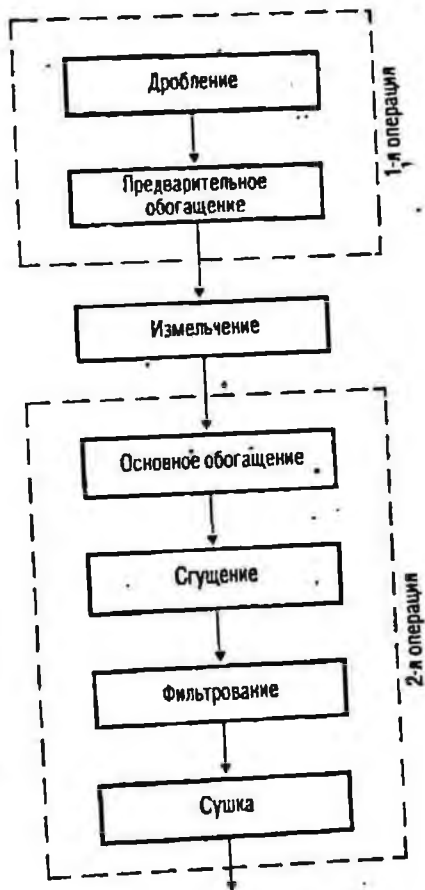 Дробление
Предварительное
обогащение
1-я операция
Измельчение
Основное обогащение
Сгущение
Фильтрование
Сушка
2-я операция